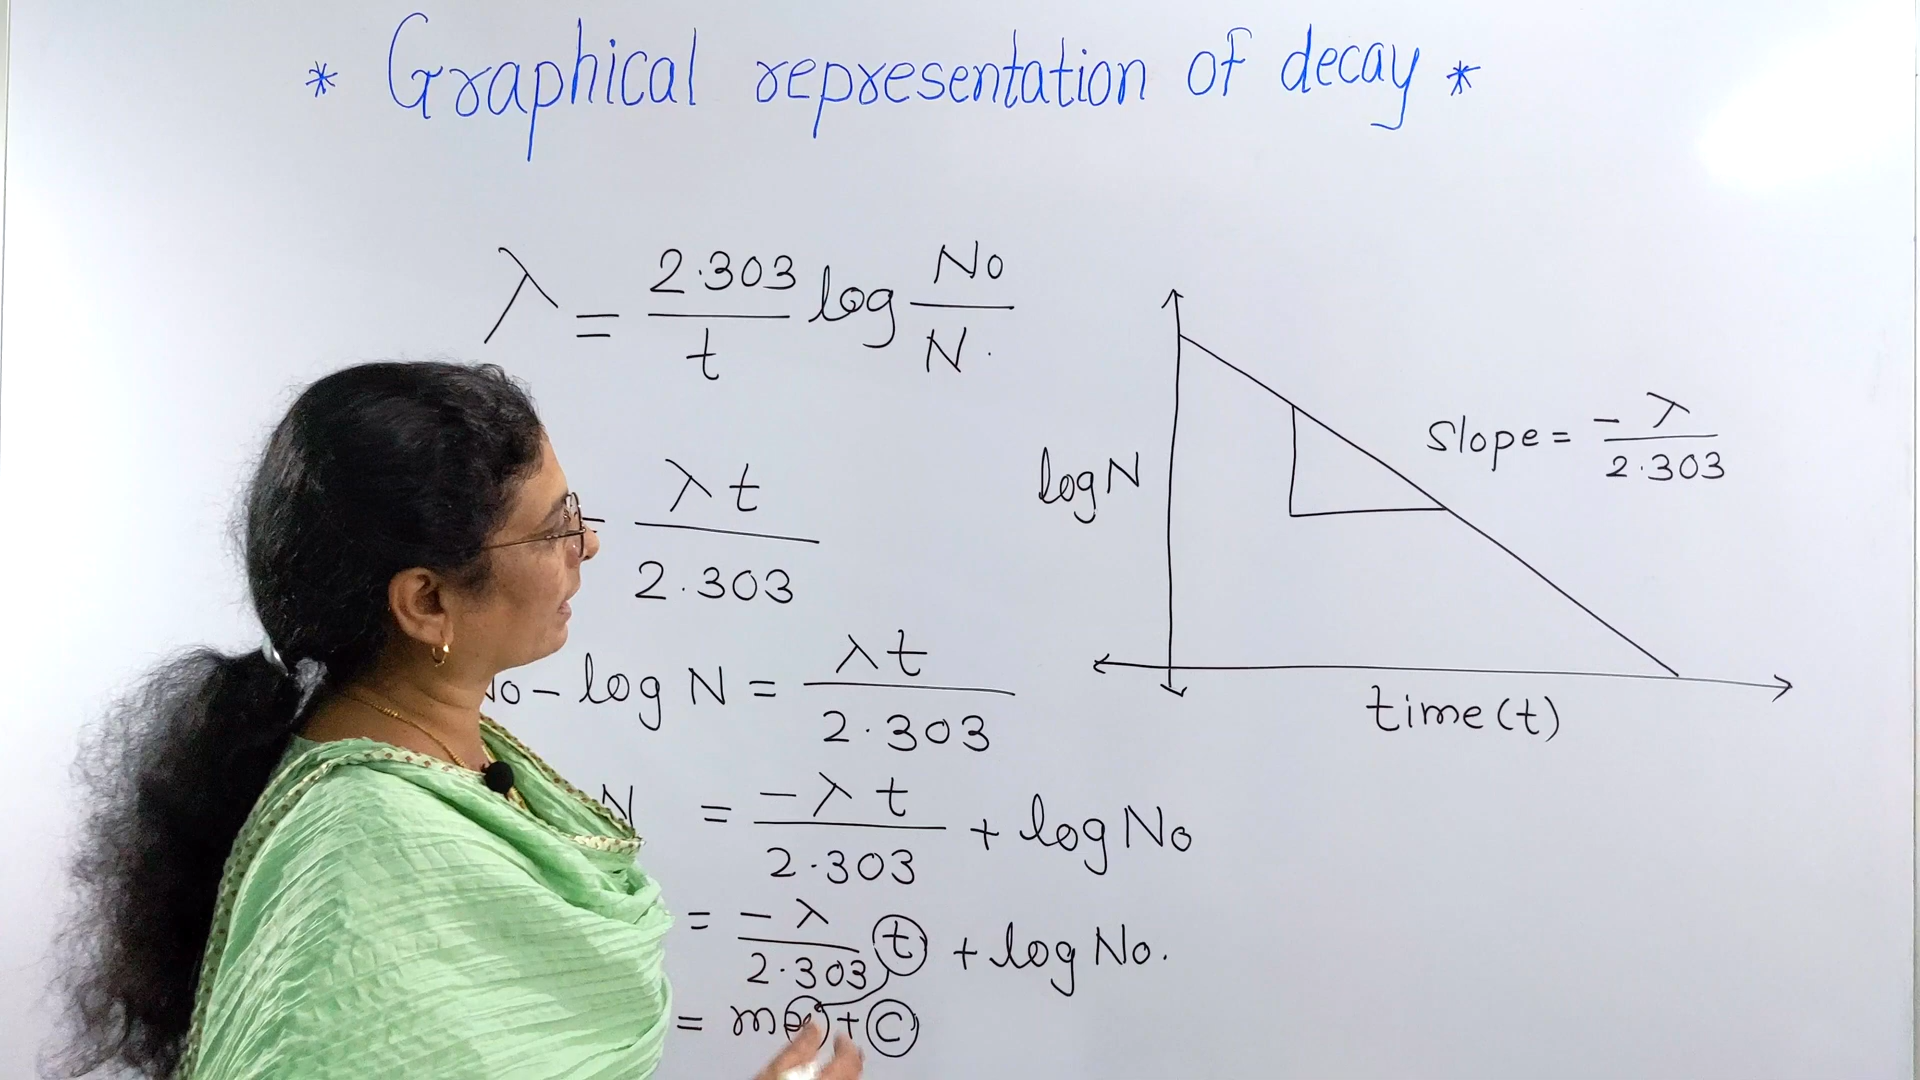 * Graphical representation of decay *
λ = 2.303/t log No/N.
λt/2.303
No - log N = λt/2.303
N = -λt/2.303 + log No
= -λ/2.303 t + log No.
= m + c
log N
Slope = -λ/2.303
time (t)